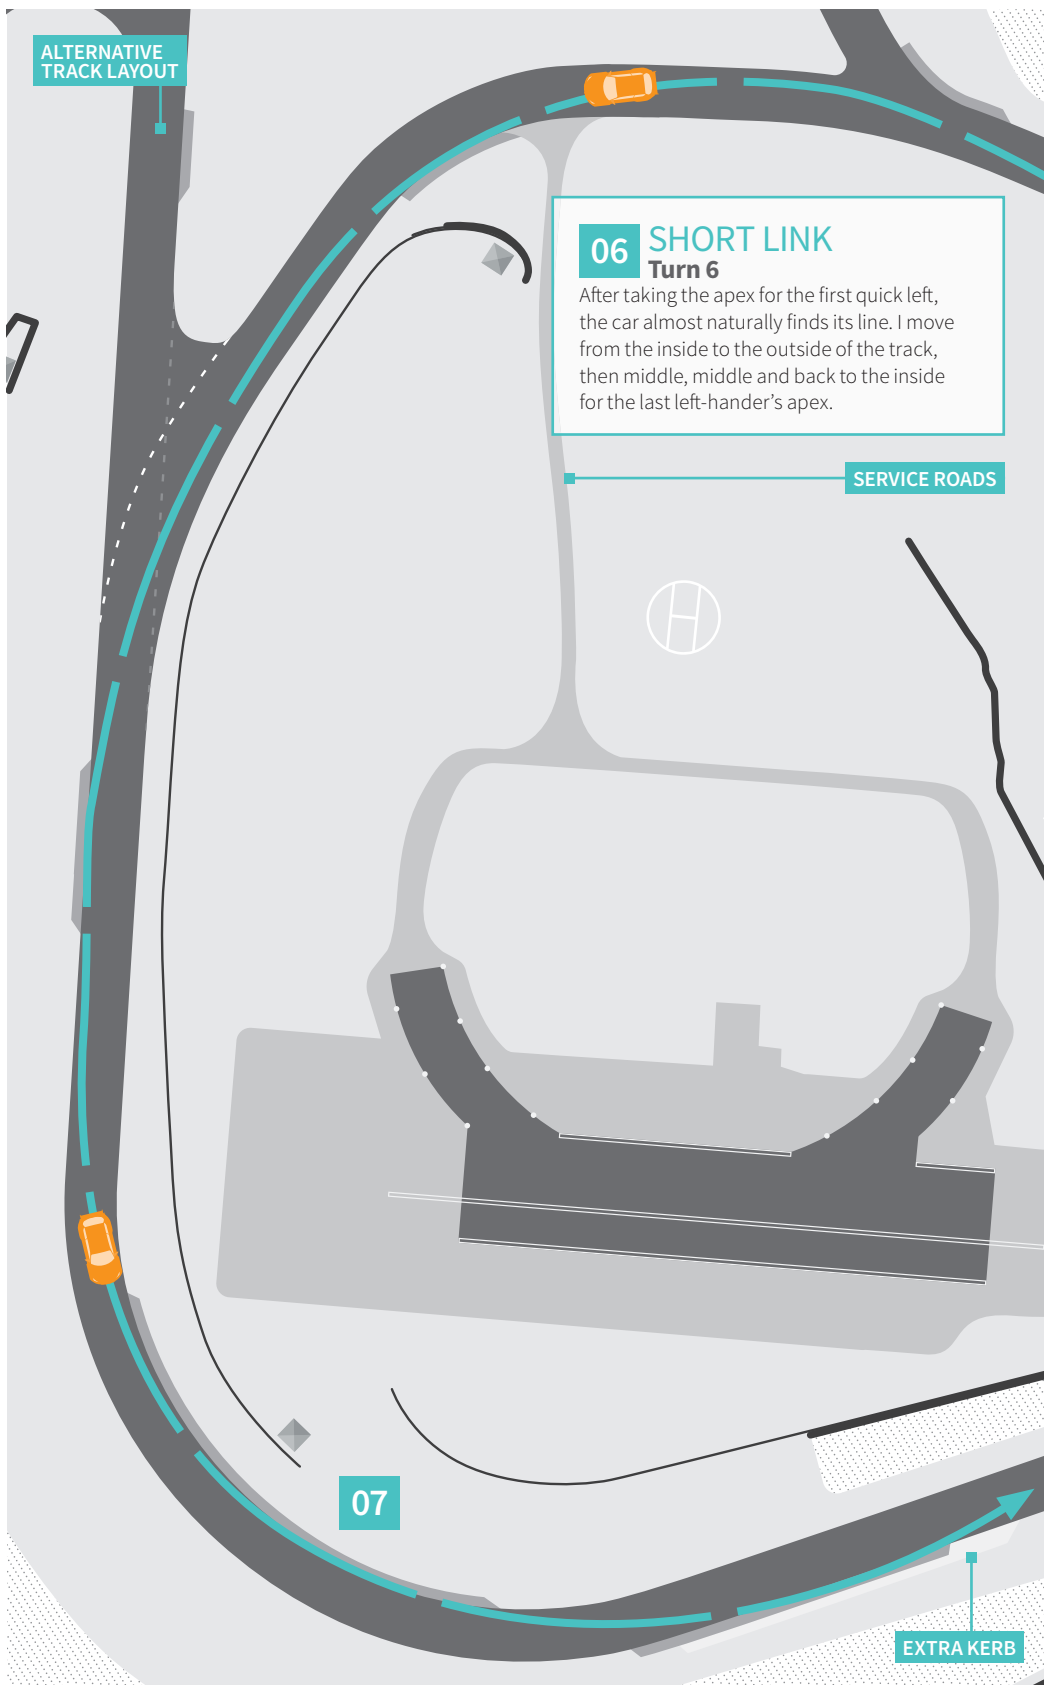 ALTERNATIVE
TRACK LAYOUT
06
SHORT LINK
Turn 6
After taking the apex for the first quick left,
the car almost naturally finds its line. I move
from the inside to the outside of the track,
then middle, middle and back to the inside
for the last left-hander’s apex.
SERVICE ROADS
H
07
EXTRA KERB